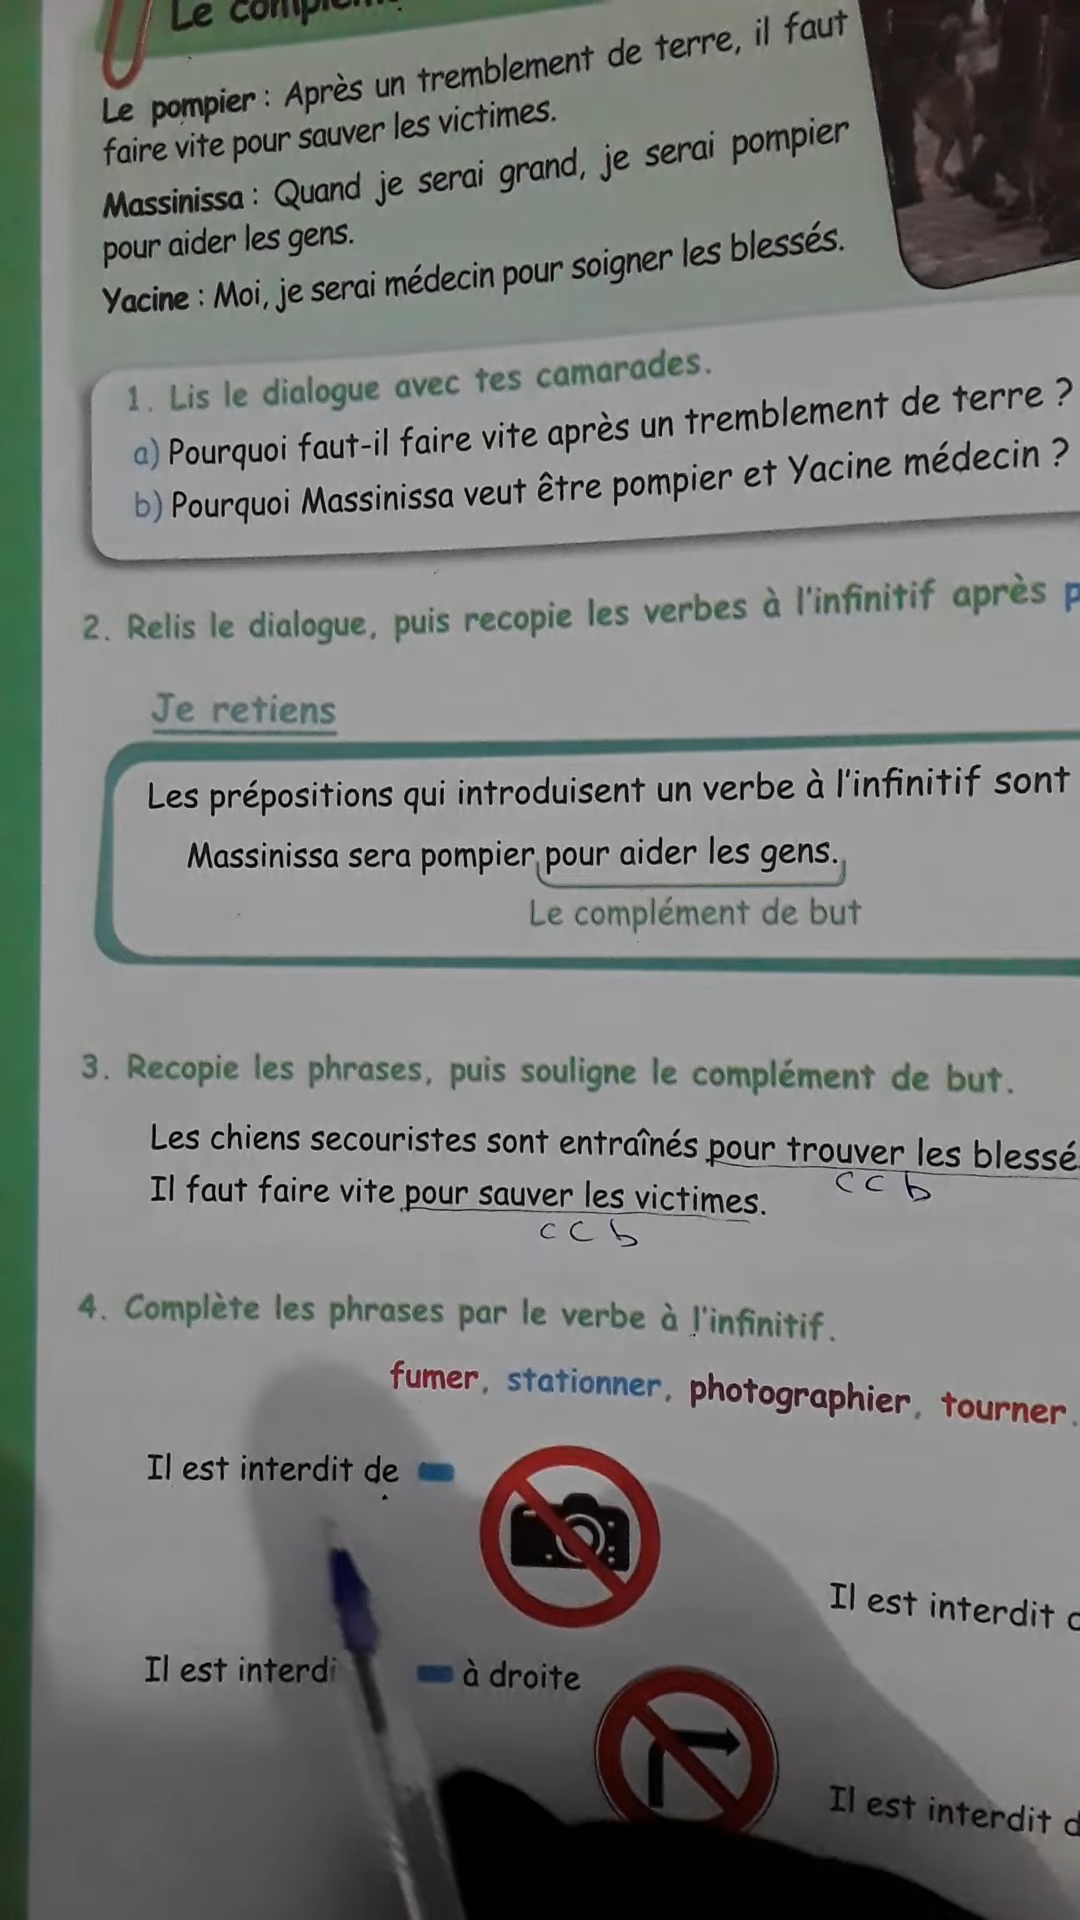 Le
Le pompier : Après un tremblement de terre, il faut
faire vite pour sauver les victimes.
Massinissa : Quand je serai grand, je serai pompier
pour aider les gens.
Yacine : Moi, je serai médecin pour soigner les blessés.
1. Lis le dialogue avec tes camarades.
a) Pourquoi faut-il faire vite après un tremblement de terre ?
b) Pourquoi Massinissa veut être pompier et Yacine médecin ?
2. Relis le dialogue, puis recopie les verbes à l'infinitif après
Je retiens
Les prépositions qui introduisent un verbe à l'infinitif sont
Massinissa sera pompier pour aider les gens.
Le complément de but
3. Recopie les phrases, puis souligne le complément de but.
Les chiens secouristes sont entraînés pour trouver les blessé
ccb
Il faut faire vite pour sauver les victimes.
ccb
4. Complète les phrases par le verbe à l'infinitif.
fumer, stationner, photographier, tourner.
Il est interdit de
Il est interdit
Il est interdi à droite
Il est interdit d